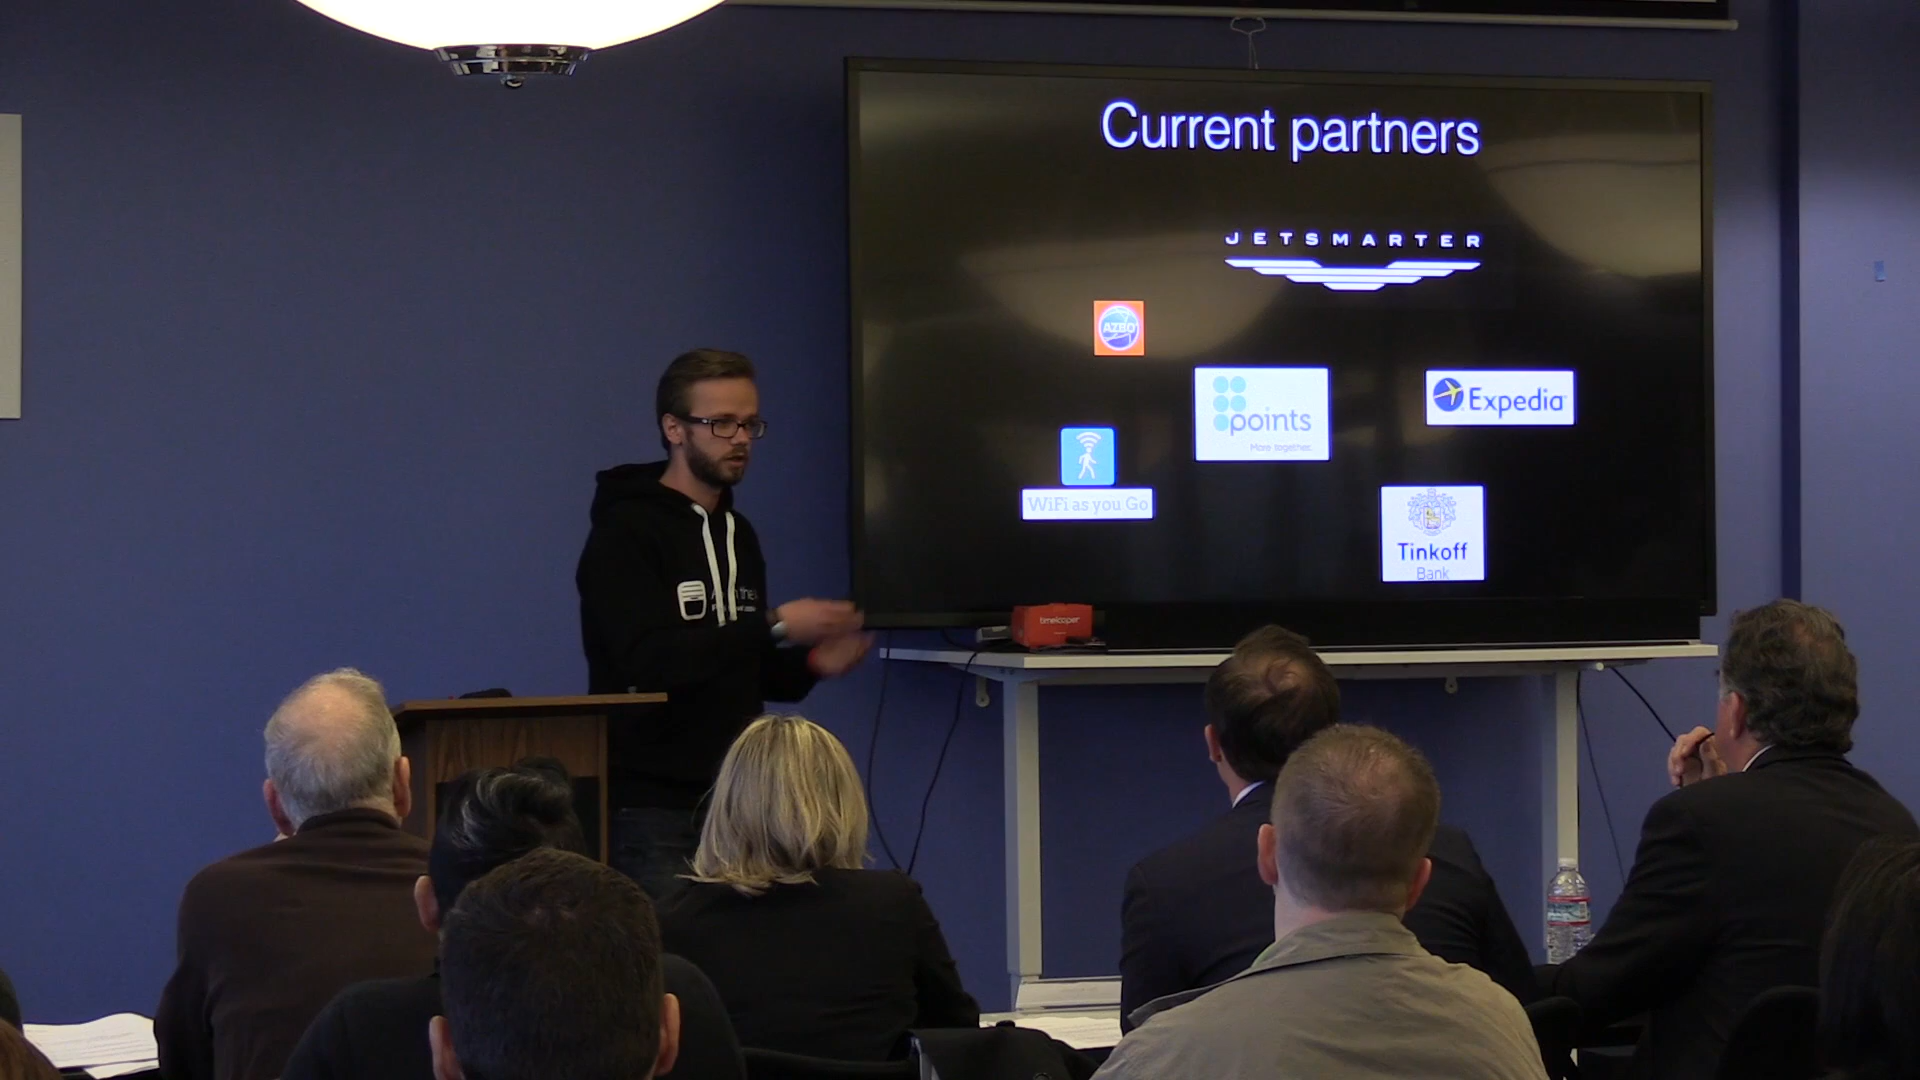 Current partners
JETSMARTER
AZBO
points
More together.
Expedia
WiFi as you Go
Tinkoff
Bank
timelooper